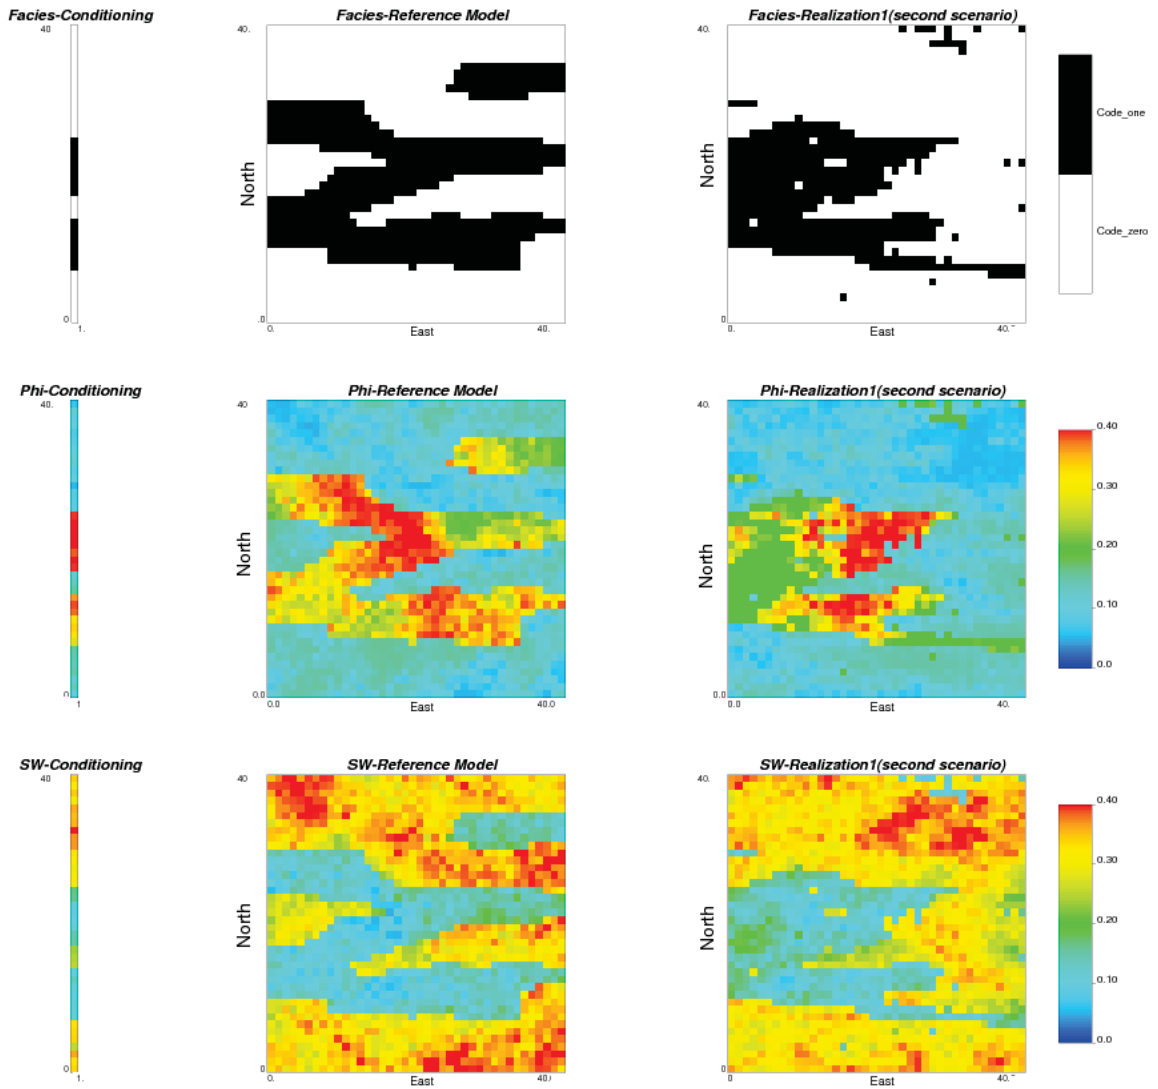 Facies-Conditioning
Facies-Reference Model
Facies-Realization1(second scenario)
40
40.
40.
North
North
Code_one
Code_zero
0
.0
0
1.
0.
40.
0.
40.
East
East
Phi-Conditioning
Phi-Reference Model
Phi-Realization1(second scenario)
40.
40
40.
North
North
0.40
0.30
0.20
0.10
0.0
0
0.0
0.0
1
0.0
40.0
0.0
40.
East
East
SW-Conditioning
SW-Reference Model
SW-Realization1(second scenario)
40
40.
40.
North
North
0.40
0.30
0.20
0.10
0.0
0
0
0
1.
0.
40.
0.
40.
East
East